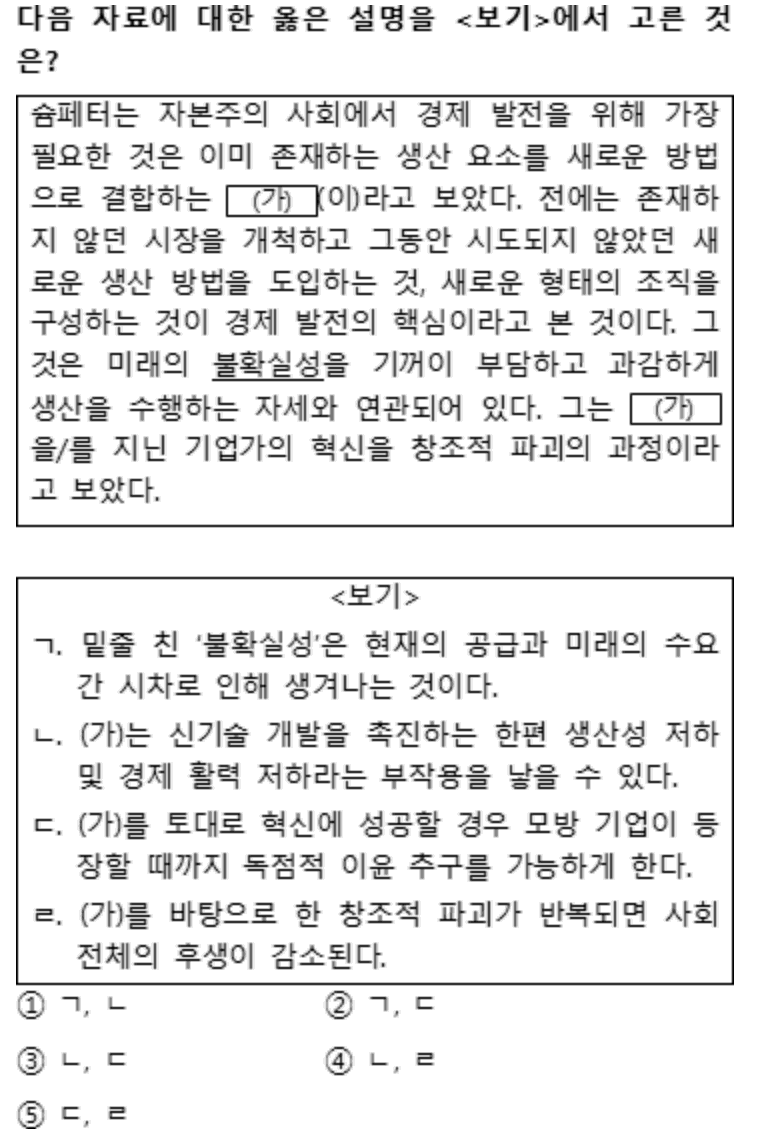 다음 자료에 대한 옳은 설명을 <보기>에서 고른 것
은?
슘페터는 자본주의 사회에서 경제 발전을 위해 가장
필요한 것은 이미 존재하는 생산 요소를 새로운 방법
으로 결합하는 (가) (이)라고 보았다. 전에는 존재하
지 않던 시장을 개척하고 그동안 시도되지 않았던 새
로운 생산 방법을 도입하는 것, 새로운 형태의 조직을
구성하는 것이 경제 발전의 핵심이라고 본 것이다. 그
것은 미래의 불확실성을 기꺼이 부담하고 과감하게
생산을 수행하는 자세와 연관되어 있다. 그는 (가)
을/를 지닌 기업가의 혁신을 창조적 파괴의 과정이라
고 보았다.
<보기>
ㄱ. 밑줄 친 ‘불확실성’은 현재의 공급과 미래의 수요
간 시차로 인해 생겨나는 것이다.
ㄴ. (가)는 신기술 개발을 촉진하는 한편 생산성 저하
및 경제 활력 저하라는 부작용을 낳을 수 있다.
ㄷ. (가)를 토대로 혁신에 성공할 경우 모방 기업이 등
장할 때까지 독점적 이윤 추구를 가능하게 한다.
ㄹ. (가)를 바탕으로 한 창조적 파괴가 반복되면 사회
전체의 후생이 감소된다.
① ㄱ, ㄴ ② ㄱ, ㄷ
③ ㄴ, ㄷ ④ ㄴ, ㄹ
⑤ ㄷ, ㄹ